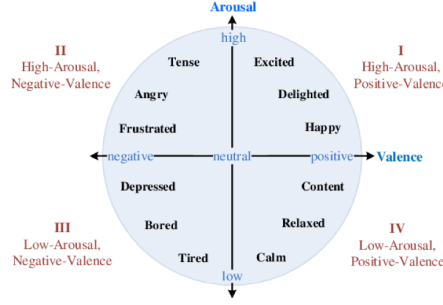 Arousal
high
II
High-Arousal,
Negative-Valence
I
High-Arousal,
Positive-Valence
Tense
Excited
Angry
Delighted
Frustrated
Happy
negative
neutral
positive
Valence
Depressed
Content
Bored
Relaxed
Tired
Calm
III
Low-Arousal,
Negative-Valence
IV
Low-Arousal,
Positive-Valence
low